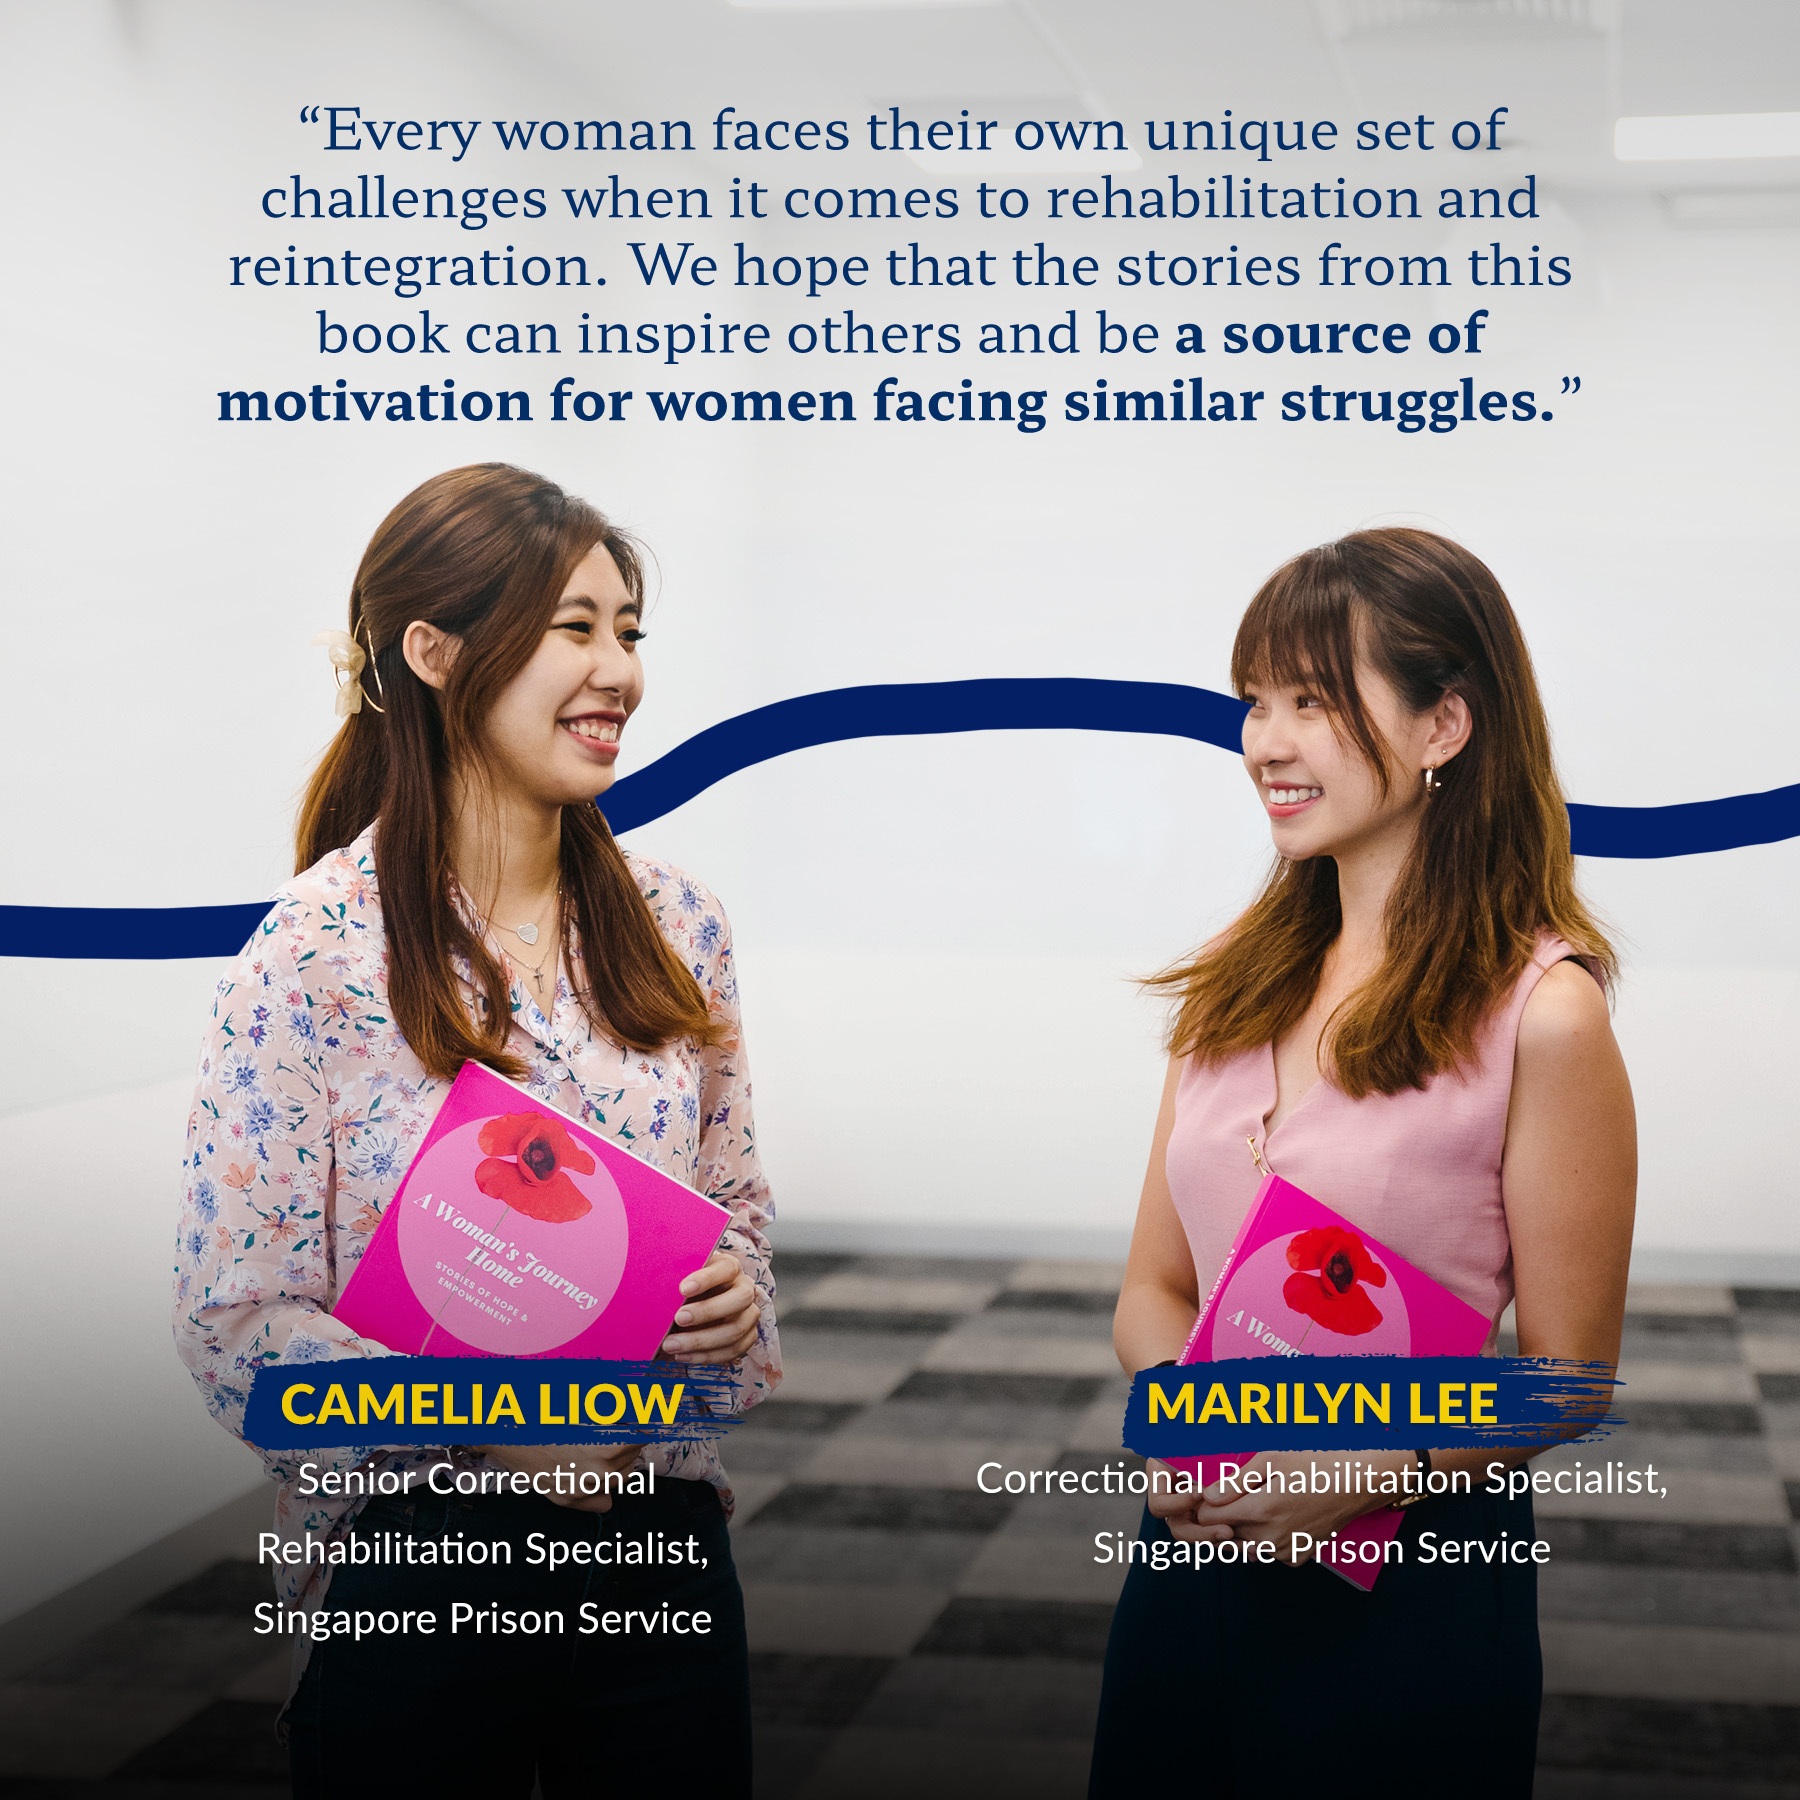 “Every woman faces their own unique set of
challenges when it comes to rehabilitation and
reintegration. We hope that the stories from this
book can inspire others and be a source of
motivation for women facing similar struggles.”
A Woman's Journey
Home
STORIES OF HOPE &
EMPOWERMENT
A WOMAN'S JOURNEY
A Woma
CAMELIA LIOW
Senior Correctional
Rehabilitation Specialist,
Singapore Prison Service
MARILYN LEE
Correctional Rehabilitation Specialist,
Singapore Prison Service